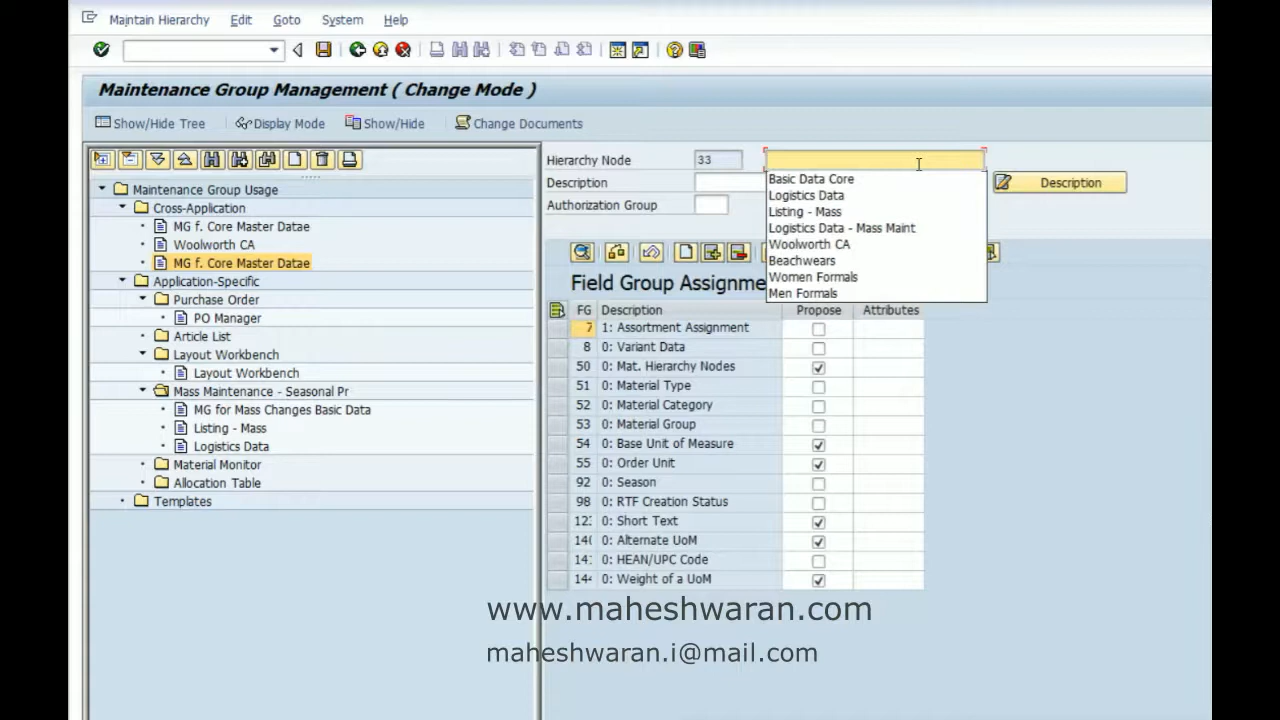 Maintain Hierarchy Edit Goto System Help
Maintenance Group Management ( Change Mode )
Show/Hide Tree Display Mode Show/Hide Change Documents
Maintenance Group Usage
Cross-Application
MG f. Core Master Datae
Woolworth CA
MG f. Core Master Datae
Application-Specific
Purchase Order
PO Manager
Article List
Layout Workbench
Layout Workbench
Mass Maintenance - Seasonal Pr
MG for Mass Changes Basic Data
Listing - Mass
Logistics Data
Material Monitor
Allocation Table
Templates
Hierarchy Node 33
Description Description
Authorization Group
Basic Data Core
Logistics Data
Listing - Mass
Logistics Data - Mass Maint
Woolworth CA
Beachwears
Women Formals
Men Formals
Field Group Assignme
FG Description Propose Attributes
7 1: Assortment Assignment
8 0: Variant Data
50 0: Mat. Hierarchy Nodes
51 0: Material Type
52 0: Material Category
53 0: Material Group
54 0: Base Unit of Measure
55 0: Order Unit
92 0: Season
98 0: RTF Creation Status
0: Short Text
0: Alternate UoM
0: HEAN/UPC Code
0: Weight of a UoM
www.maheshwaran.com
maheshwaran.i@mail.com